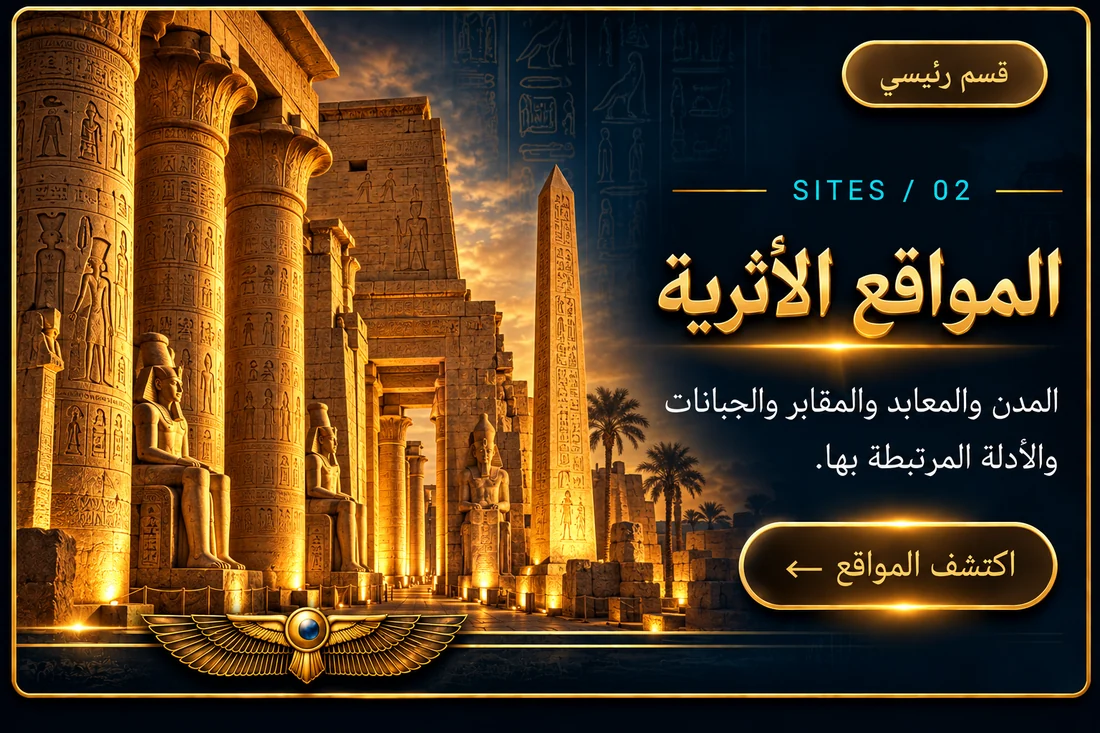 قسم رئيسي
SITES / 02
المواقع الأثرية
المدن والمعابد والمقابر والجبانات
والأدلة المرتبطة بها.
اكتشف المواقع ←